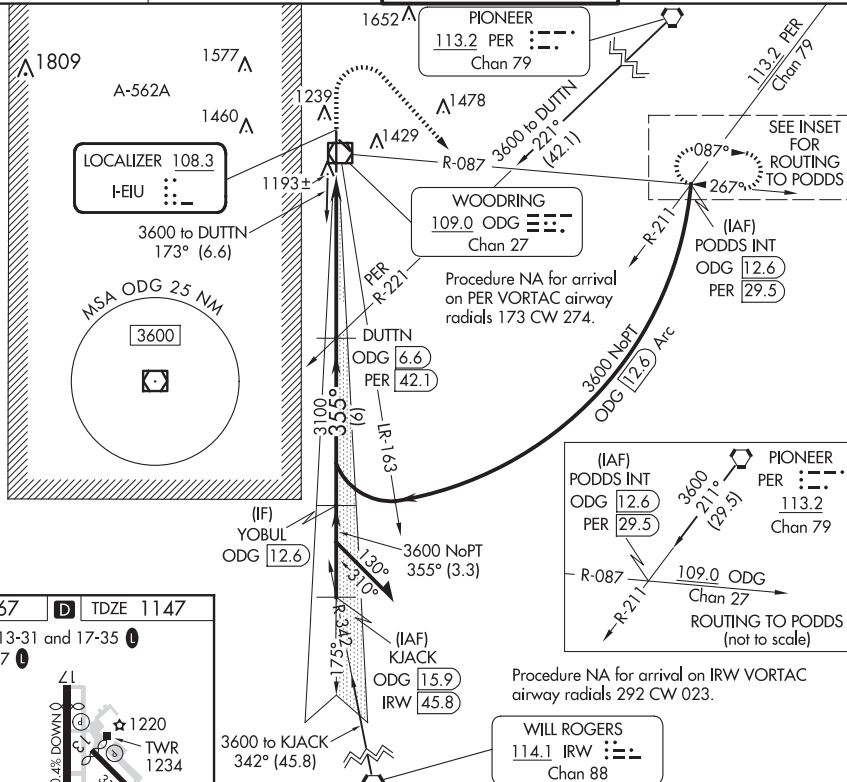 1652
PIONEER
113.2 PER
Chan 79
113.2 PER
Chan 79
1809
1577
A-562A
1460
1239
1478
1429
3600 to DUTTN
221°
(42.1)
SEE INSET
FOR
ROUTING
TO PODDS
087°
267°
LOCALIZER 108.3
I-EIU
1193±
R-087
WOODRING
109.0 ODG
Chan 27
R-211
(IAF)
PODDS INT
ODG 12.6
PER 29.5
3600 to DUTTN
173° (6.6)
PER
R-221
Procedure NA for arrival
on PER VORTAC airway
radials 173 CW 274.
MSA ODG 25 NM
3600
DUTTN
ODG 6.6
PER 42.1
3600 NoPT
ODG 12.6 Arc
3100
355°
(6)
LR-163
(IF)
YOBUL
ODG 12.6
3600 NoPT
355° (3.3)
130°
310°
R-342
175°
(IAF)
KJACK
ODG 15.9
IRW 45.8
3600 to KJACK
342° (45.8)
(IAF)
PODDS INT
ODG 12.6
PER 29.5
3600
211°
(29.5)
PIONEER
PER
113.2
Chan 79
R-087
109.0 ODG
Chan 27
R-211
ROUTING TO PODDS
(not to scale)
Procedure NA for arrival on IRW VORTAC
airway radials 292 CW 023.
WILL ROGERS
114.1 IRW
Chan 88
67
D
TDZE 1147
13-31 and 17-35 L
7 L
17
1220
TWR
1234
P
13
P
0.4% DOWN